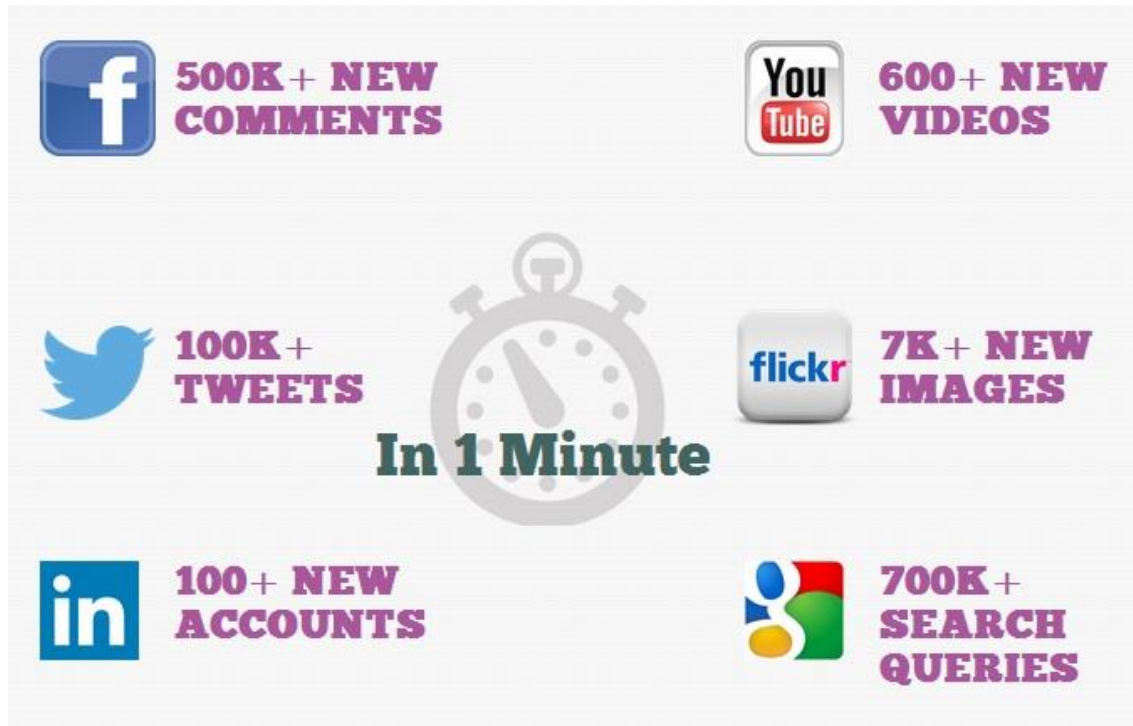 f
500K+ NEW
COMMENTS
You
Tube
600+ NEW
VIDEOS
100K+
TWEETS
flickr
7K+ NEW
IMAGES
In 1 Minute
in
100+ NEW
ACCOUNTS
g
700K+
SEARCH
QUERIES